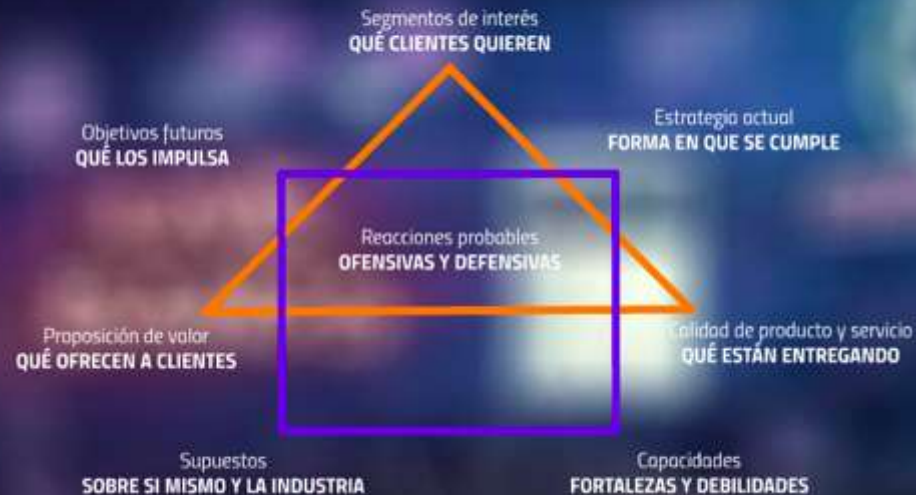 Segmentos de interés
QUÉ CLIENTES QUIEREN
Objetivos futuros
QUÉ LOS IMPULSA
Estrategia actual
FORMA EN QUE SE CUMPLE
Reacciones probables
OFENSIVAS Y DEFENSIVAS
Proposición de valor
QUÉ OFRECEN A CLIENTES
Calidad de producto y servicio
QUÉ ESTÁN ENTREGANDO
Supuestos
SOBRE SI MISMO Y LA INDUSTRIA
Capacidades
FORTALEZAS Y DEBILIDADES